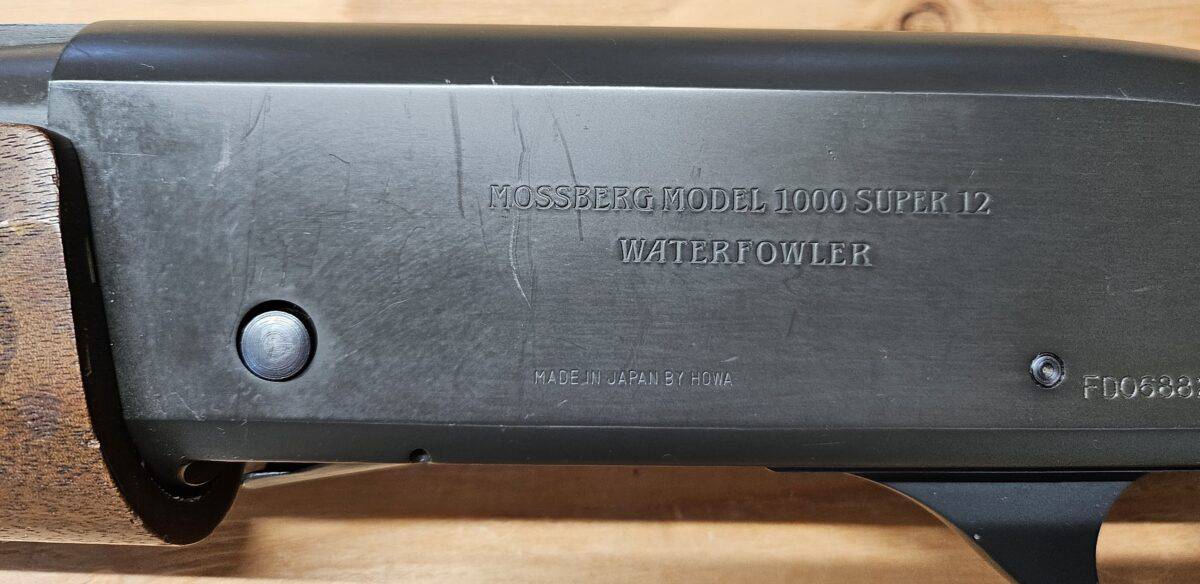 MOSSBERG MODEL 1000 SUPER 12
WATERFOWLER
MADE IN JAPAN BY HOWA